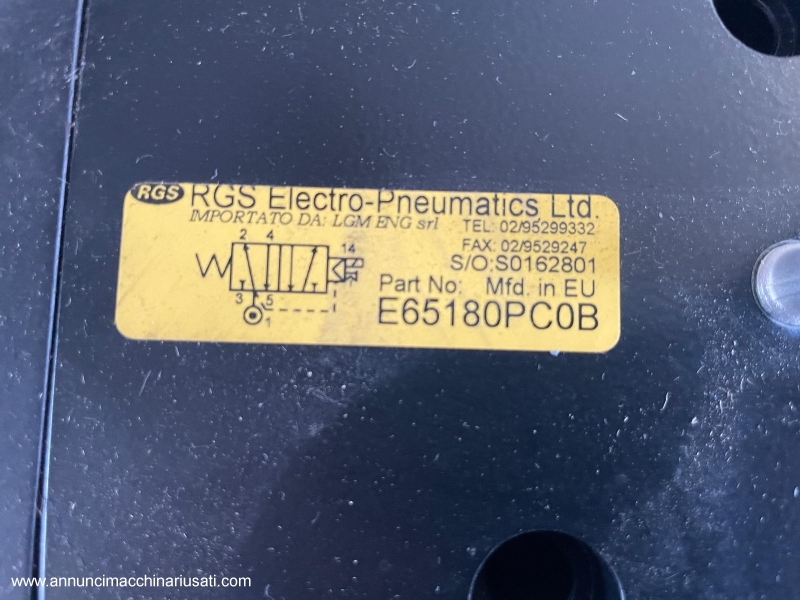 RGS RGS Electro-Pneumatics Ltd.
IMPORTATO DA: LGM ENG srl TEL: 02/95299332
FAX: 02/9529247
S/O:S0162801
Part No: Mfd. in EU
E65180PC0B
2 4
14
3 5
1
www.annuncimacchinariusati.com